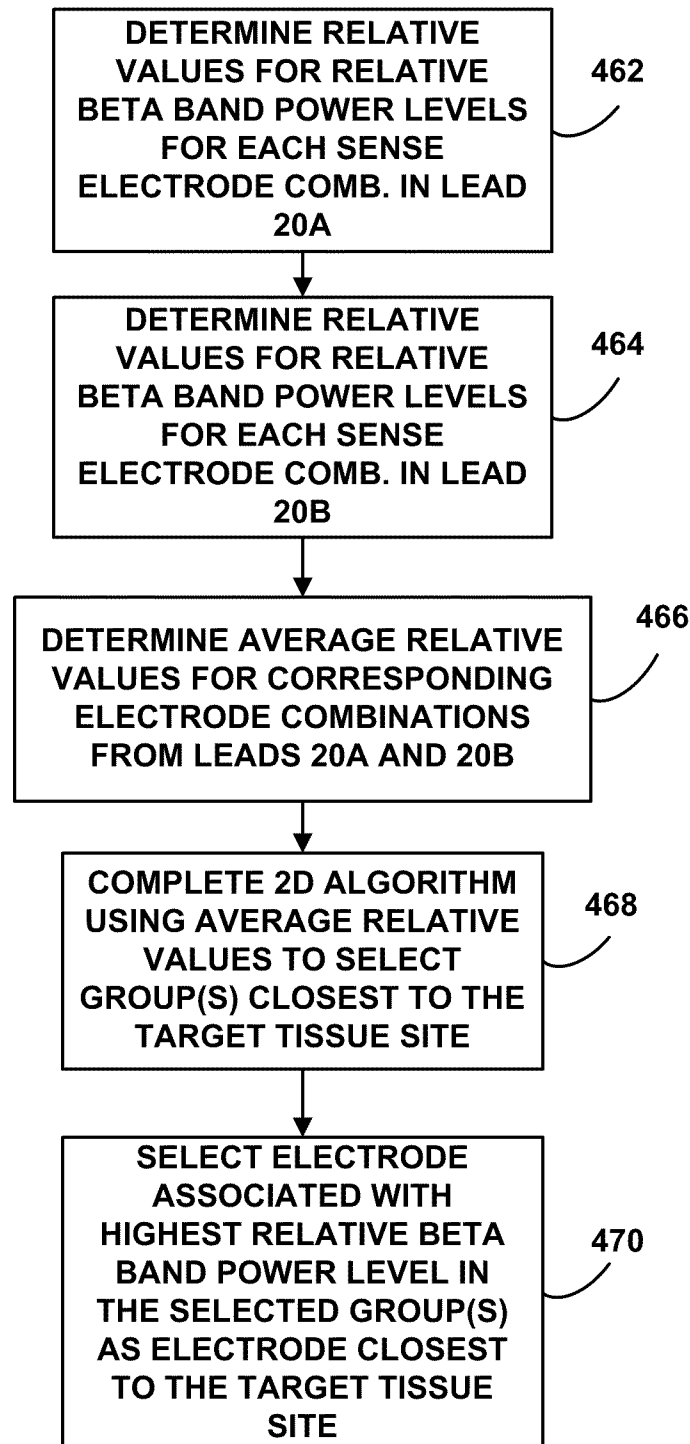 DETERMINE RELATIVE
VALUES FOR RELATIVE
BETA BAND POWER LEVELS
FOR EACH SENSE
ELECTRODE COMB. IN LEAD
20A
462
DETERMINE RELATIVE
VALUES FOR RELATIVE
BETA BAND POWER LEVELS
FOR EACH SENSE
ELECTRODE COMB. IN LEAD
20B
464
DETERMINE AVERAGE RELATIVE
VALUES FOR CORRESPONDING
ELECTRODE COMBINATIONS
FROM LEADS 20A AND 20B
466
COMPLETE 2D ALGORITHM
USING AVERAGE RELATIVE
VALUES TO SELECT
GROUP(S) CLOSEST TO THE
TARGET TISSUE SITE
468
SELECT ELECTRODE
ASSOCIATED WITH
HIGHEST RELATIVE BETA
BAND POWER LEVEL IN
THE SELECTED GROUP(S)
AS ELECTRODE CLOSEST
TO THE TARGET TISSUE
SITE
470